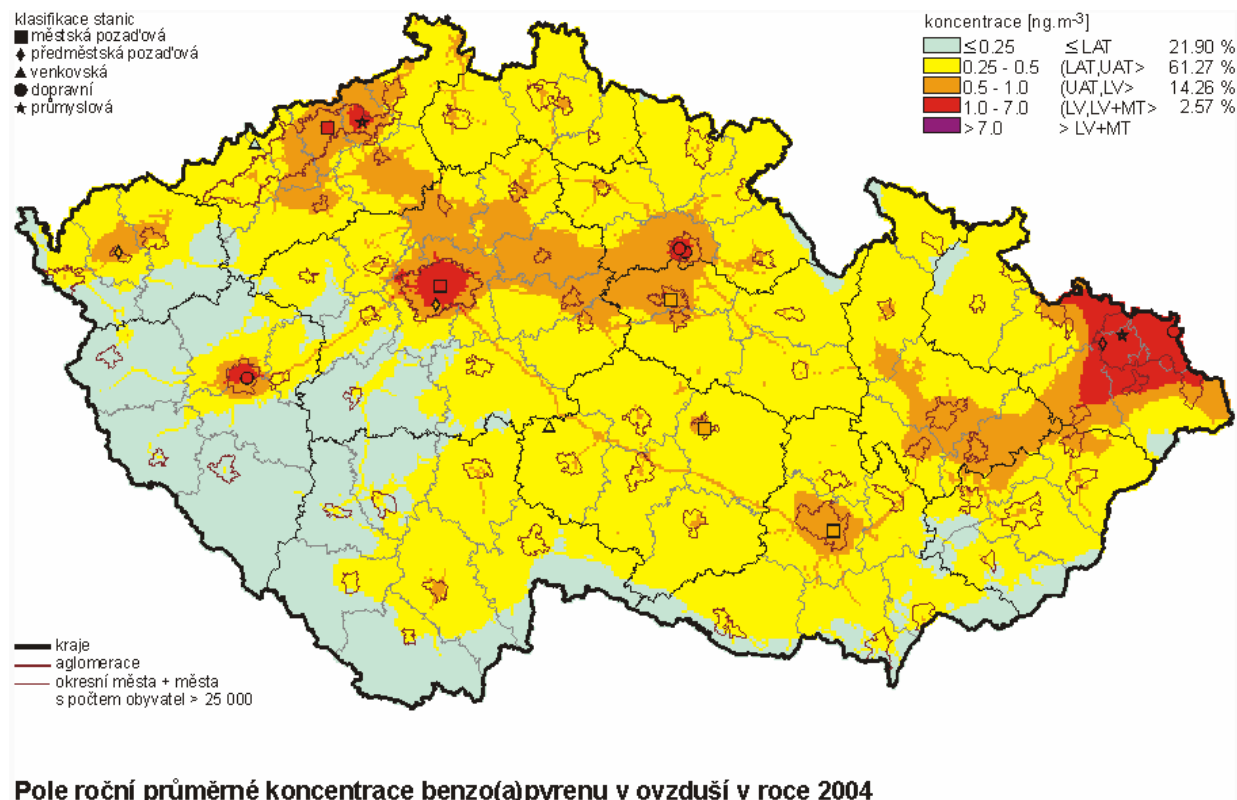 klasifikace stanic
městská pozaďová
předměstská pozaďová
venkovská
dopravní
průmyslová
koncentrace [ng.m-3]
≤0.25 ≤LAT 21.90 %
0.25 - 0.5 (LAT,UAT> 61.27 %
0.5 - 1.0 (UAT,LV> 14.26 %
1.0 - 7.0 (LV,LV+MT> 2.57 %
>7.0 > LV+MT
kraje
aglomerace
okresní města + města
s počtem obyvatel > 25 000
Pole roční průměrné koncentrace benzo(a)pyrenu v ovzduší v roce 2004